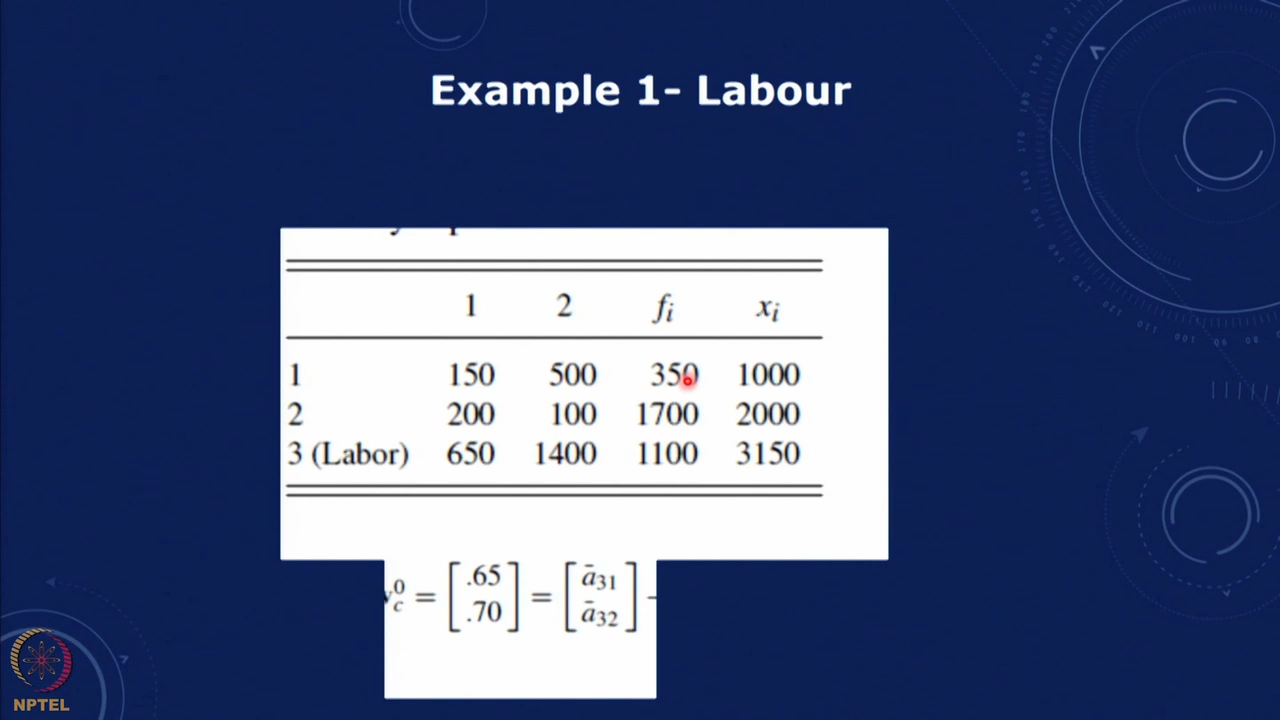 Example 1- Labour
1 2 fᵢ xᵢ
1 150 500 350 1000
2 200 100 1700 2000
3 (Labor) 650 1400 1100 3150
⁰c = [.65 .70] = [ā₃₁ ā₃₂]
NPTEL